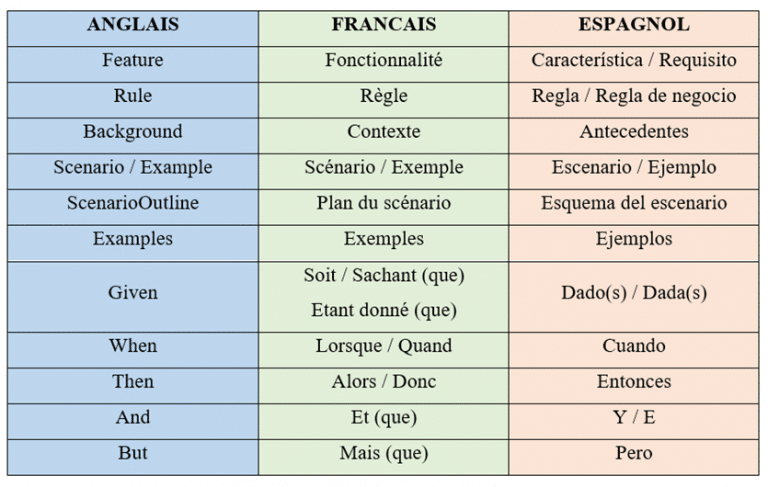 ANGLAIS FRANCAIS ESPAGNOL
Feature Fonctionnalité Característica / Requisito
Rule Règle Regla / Regla de negocio
Background Contexte Antecedentes
Scenario / Example Scénario / Exemple Escenario / Ejemplo
ScenarioOutline Plan du scénario Esquema del escenario
Examples Exemples Ejemplos
Given Soit / Sachant (que) Dado(s) / Dada(s)
Etant donné (que)
When Lorsque / Quand Cuando
Then Alors / Donc Entonces
And Et (que) Y / E
But Mais (que) Pero